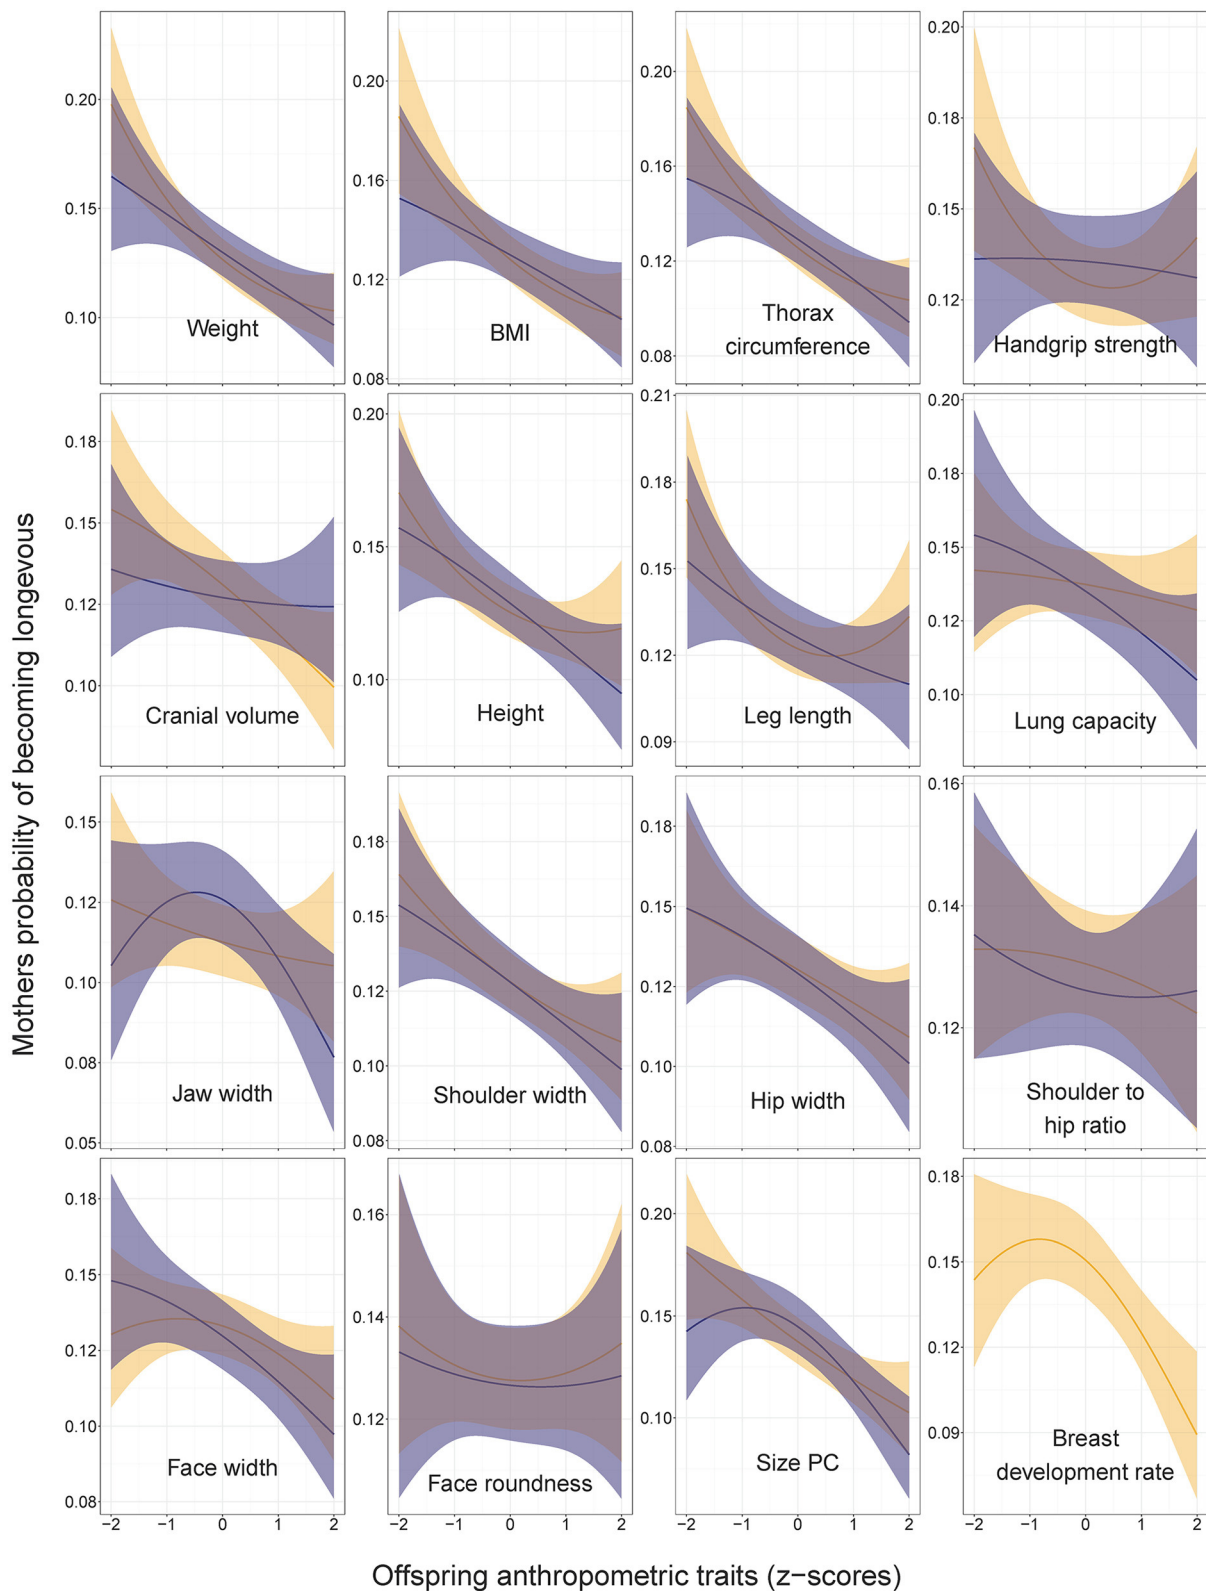 Mothers probability of becoming longevous
0.20
0.15
0.10
Weight
0.20
0.16
0.12
0.08
BMI
0.20
0.16
0.12
0.08
Thorax
circumference
0.20
0.18
0.15
0.12
Handgrip strength
0.18
0.15
0.12
0.10
Cranial volume
0.20
0.15
0.10
Height
0.21
0.18
0.15
0.12
0.09
Leg length
0.20
0.18
0.15
0.12
0.10
Lung capacity
0.15
0.12
0.10
0.08
0.05
Jaw width
0.18
0.15
0.12
0.10
0.08
Shoulder width
0.18
0.15
0.12
0.10
0.08
Hip width
0.16
0.14
0.12
Shoulder to
hip ratio
0.18
0.15
0.12
0.10
0.08
Face width
0.16
0.14
0.12
Face roundness
0.20
0.15
0.10
Size PC
0.18
0.15
0.12
0.09
Breast
development rate
−2 −1 0 1 2
−2 −1 0 1 2
−2 −1 0 1 2
−2 −1 0 1 2
Offspring anthropometric traits (z−scores)